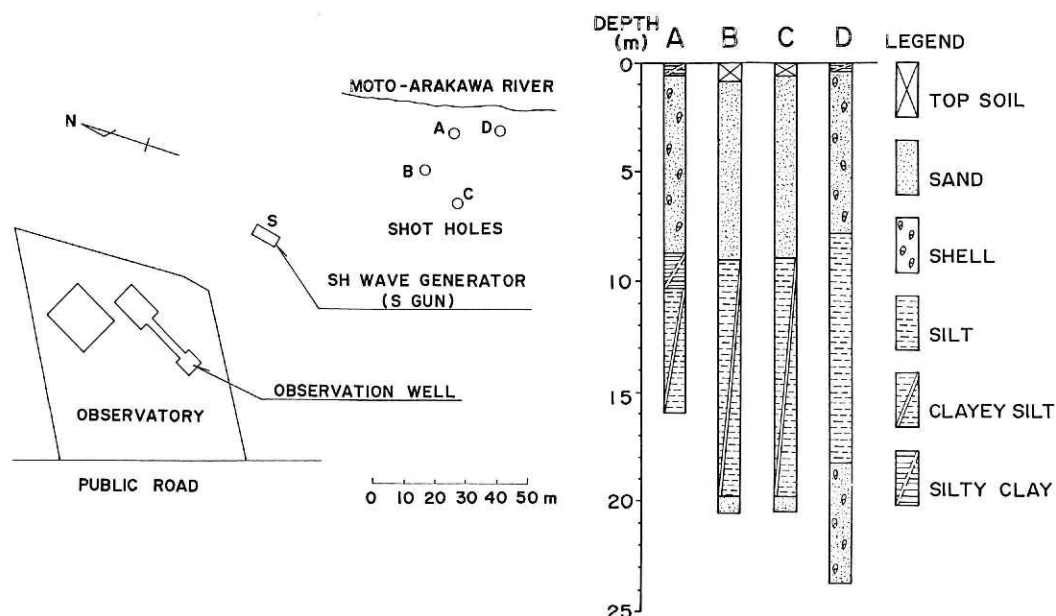 N
MOTO-ARAKAWA RIVER
A D
B
C
SHOT HOLES
S
SH WAVE GENERATOR
(S GUN)
OBSERVATION WELL
OBSERVATORY
PUBLIC ROAD
0 10 20 30 40 50 m
DEPTH
(m)
A B C D
0
5
10
15
20
25
LEGEND
TOP SOIL
SAND
SHELL
SILT
CLAYEY SILT
SILTY CLAY